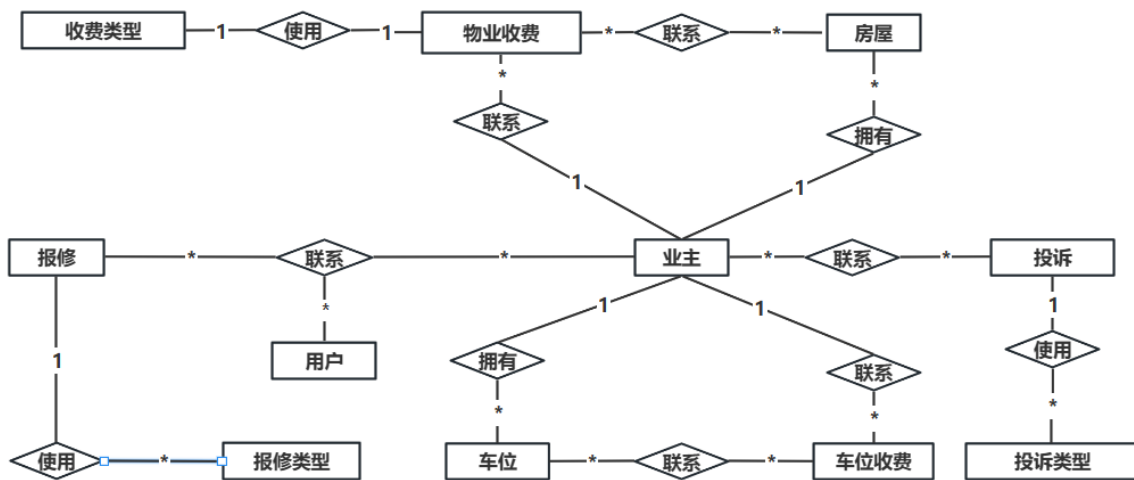 收费类型 1 使用 1 物业收费 * 联系 * 房屋
*
*
联系
拥有
1
1
报修 * 联系 * 业主 * 联系 * 投诉
*
1
1
1
1
用户
拥有
联系
使用
*
*
*
使用 * 报修类型
车位 * 联系 * 车位收费
投诉类型